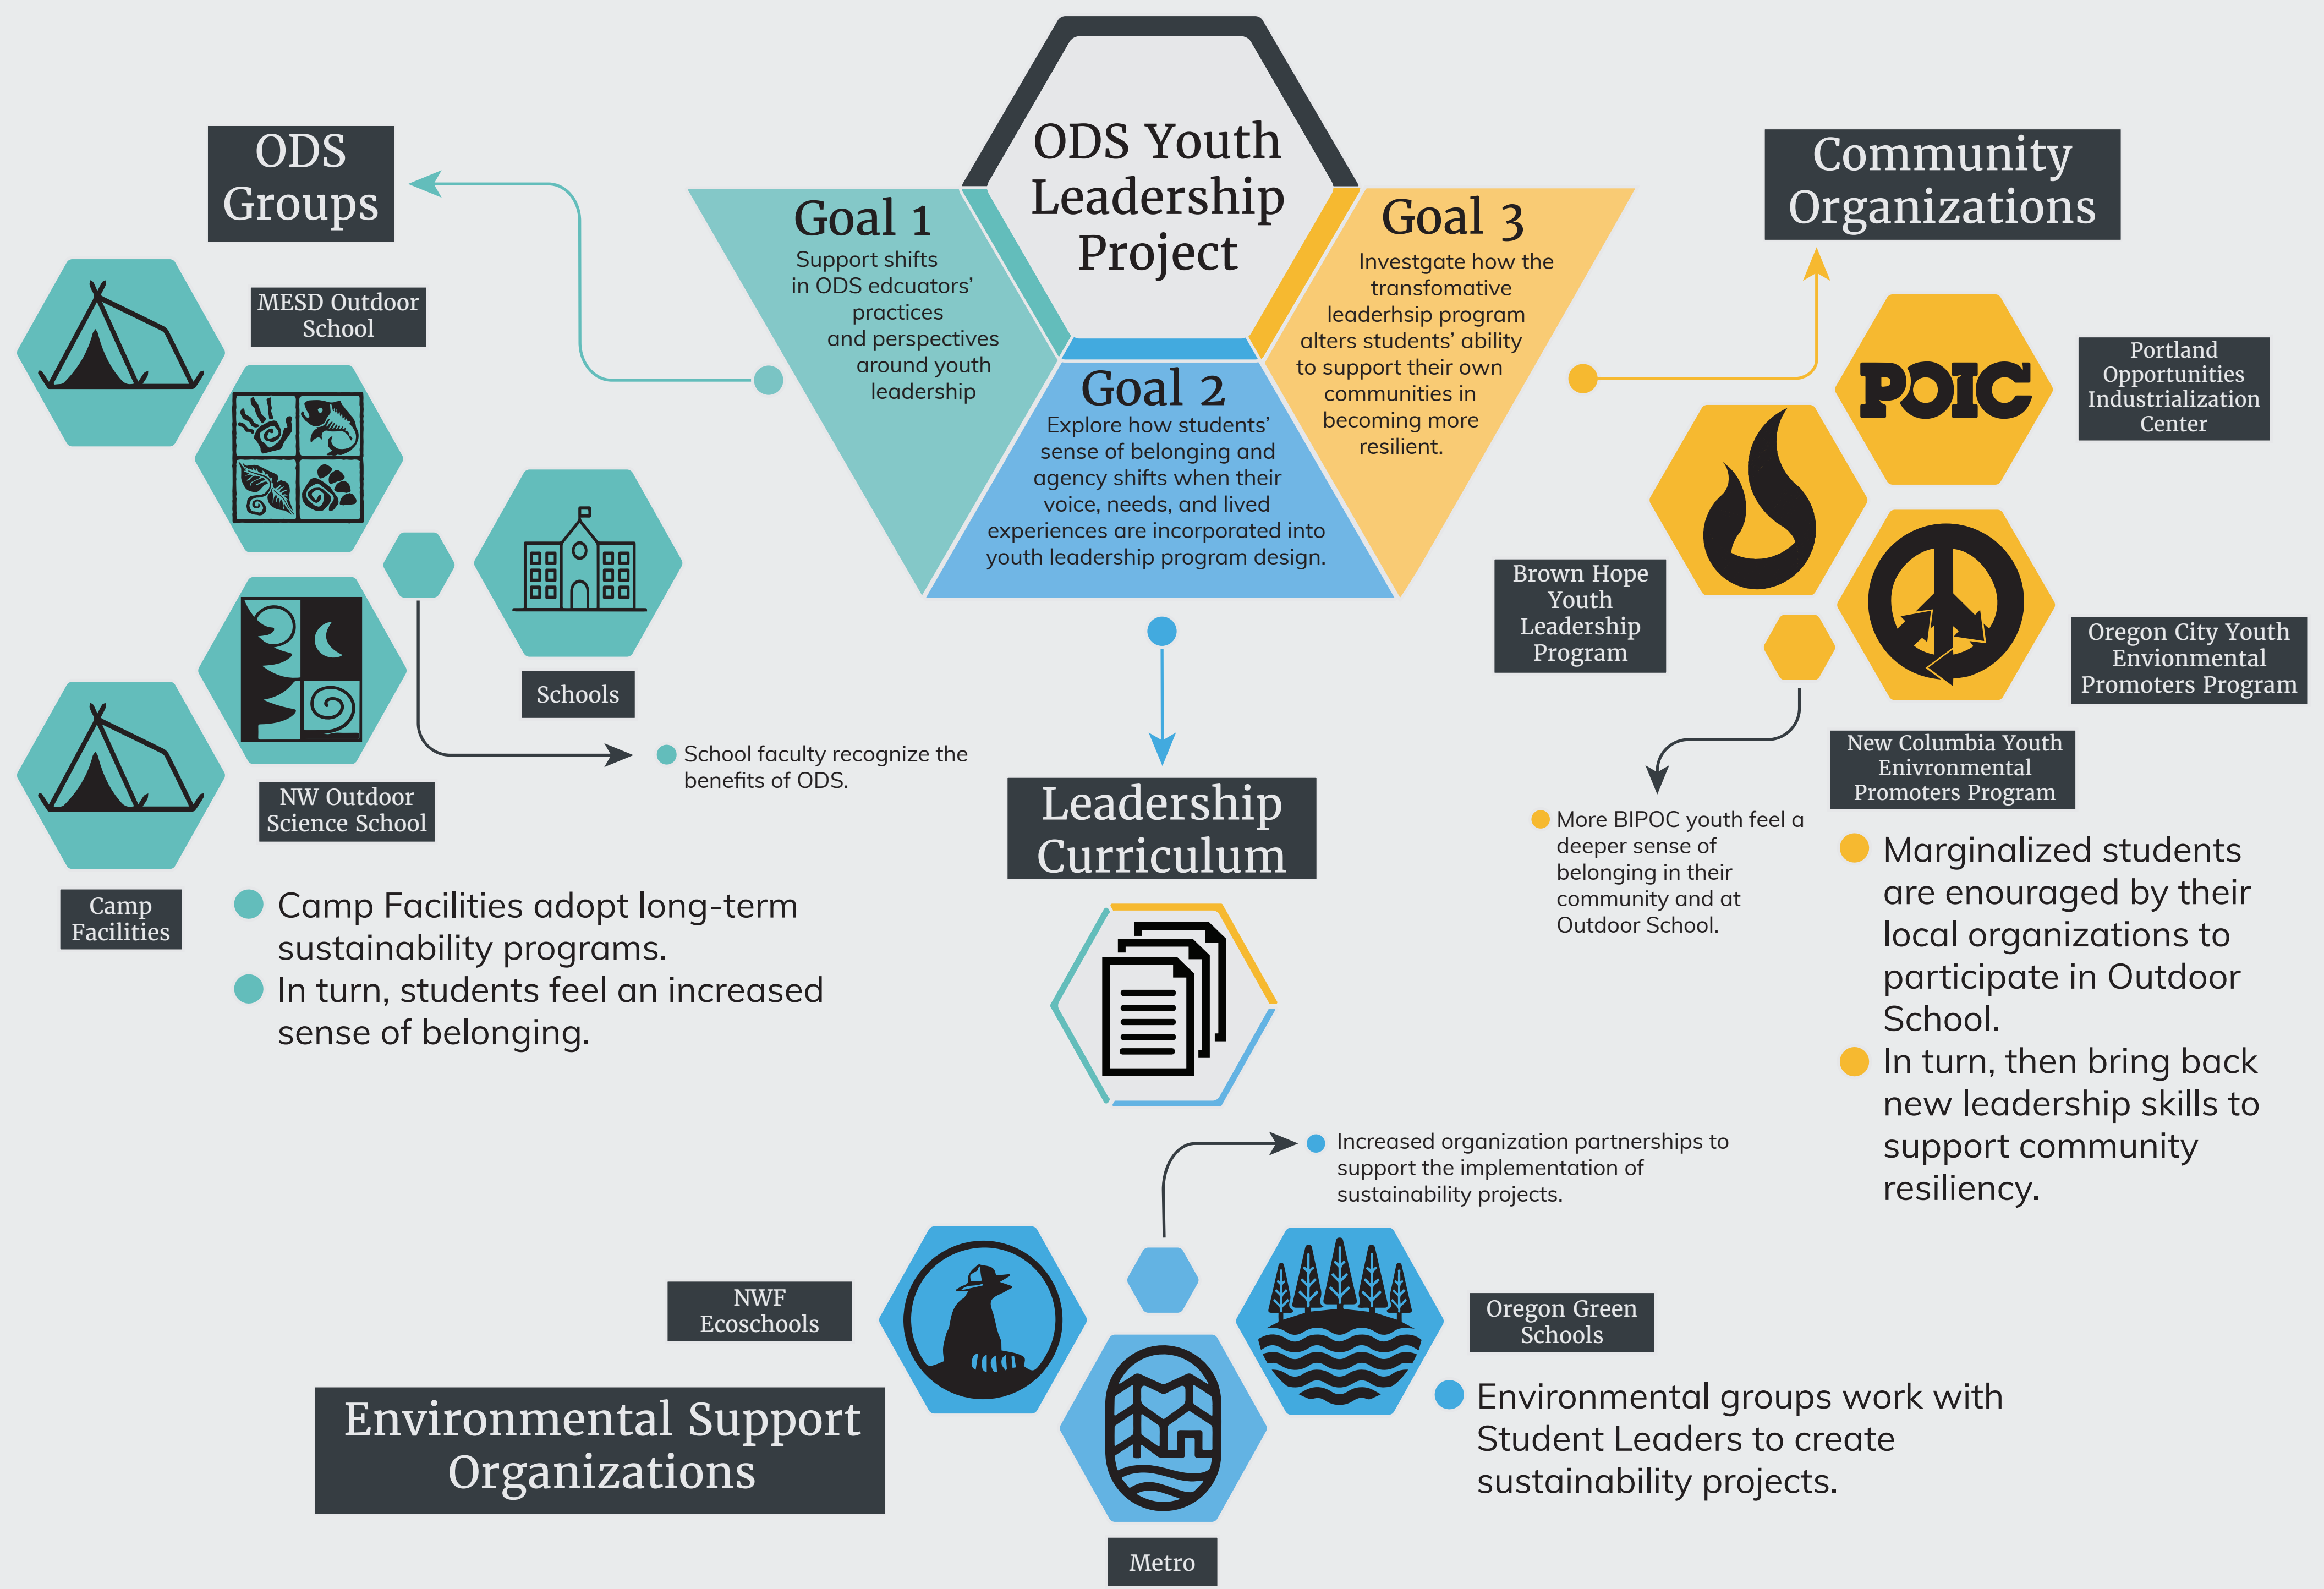 ODS Youth
Leadership
Project
Goal 1
Support shifts
in ODS edcuators'
practices
and perspectives
around youth
leadership
Goal 2
Explore how students'
sense of belonging and
agency shifts when their
voice, needs, and lived
experiences are incorporated into
youth leadership program design.
Goal 3
Investgate how the
transfomative
leaderhsip program
alters students' ability
to support their own
communities in
becoming more
resilient.
ODS
Groups
MESD Outdoor
School
Schools
NW Outdoor
Science School
Camp
Facilities
School faculty recognize the
benefits of ODS.
Camp Facilities adopt long-term
sustainability programs.
In turn, students feel an increased
sense of belonging.
Leadership
Curriculum
Community
Organizations
POIC
Portland
Opportunities
Industrialization
Center
Brown Hope
Youth
Leadership
Program
Oregon City Youth
Envionmental
Promoters Program
New Columbia Youth
Enivronmental
Promoters Program
More BIPOC youth feel a
deeper sense of
belonging in their
community and at
Outdoor School.
Marginalized students
are enouraged by their
local organizations to
participate in Outdoor
School.
In turn, then bring back
new leadership skills to
support community
resiliency.
Increased organization partnerships to
support the implementation of
sustainability projects.
NWF
Ecoschools
Oregon Green
Schools
Environmental Support
Organizations
Environmental groups work with
Student Leaders to create
sustainability projects.
Metro